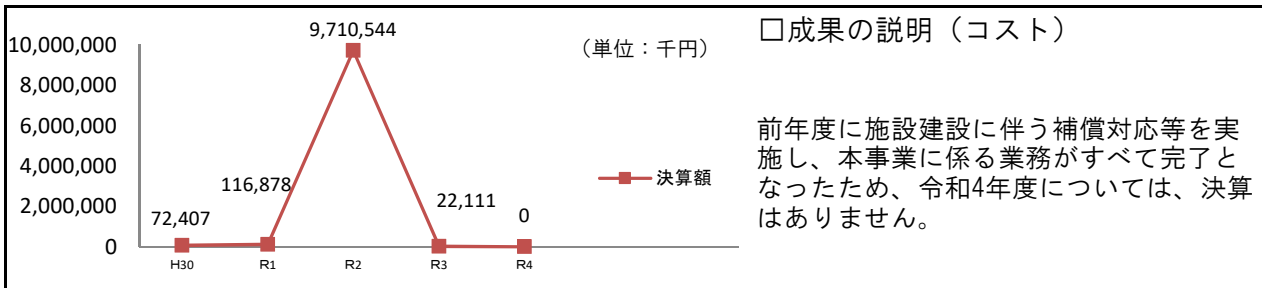 9,710,544
10,000,000
(単位：千円)
8,000,000
6,000,000
4,000,000
116,878
決算額
2,000,000
72,407
22,111
0
0
H30
R1
R2
R3
R4
□成果の説明（コスト）
前年度に施設建設に伴う補償対応等を実
施し、本事業に係る業務がすべて完了と
なったため、令和4年度については、決算
はありません。